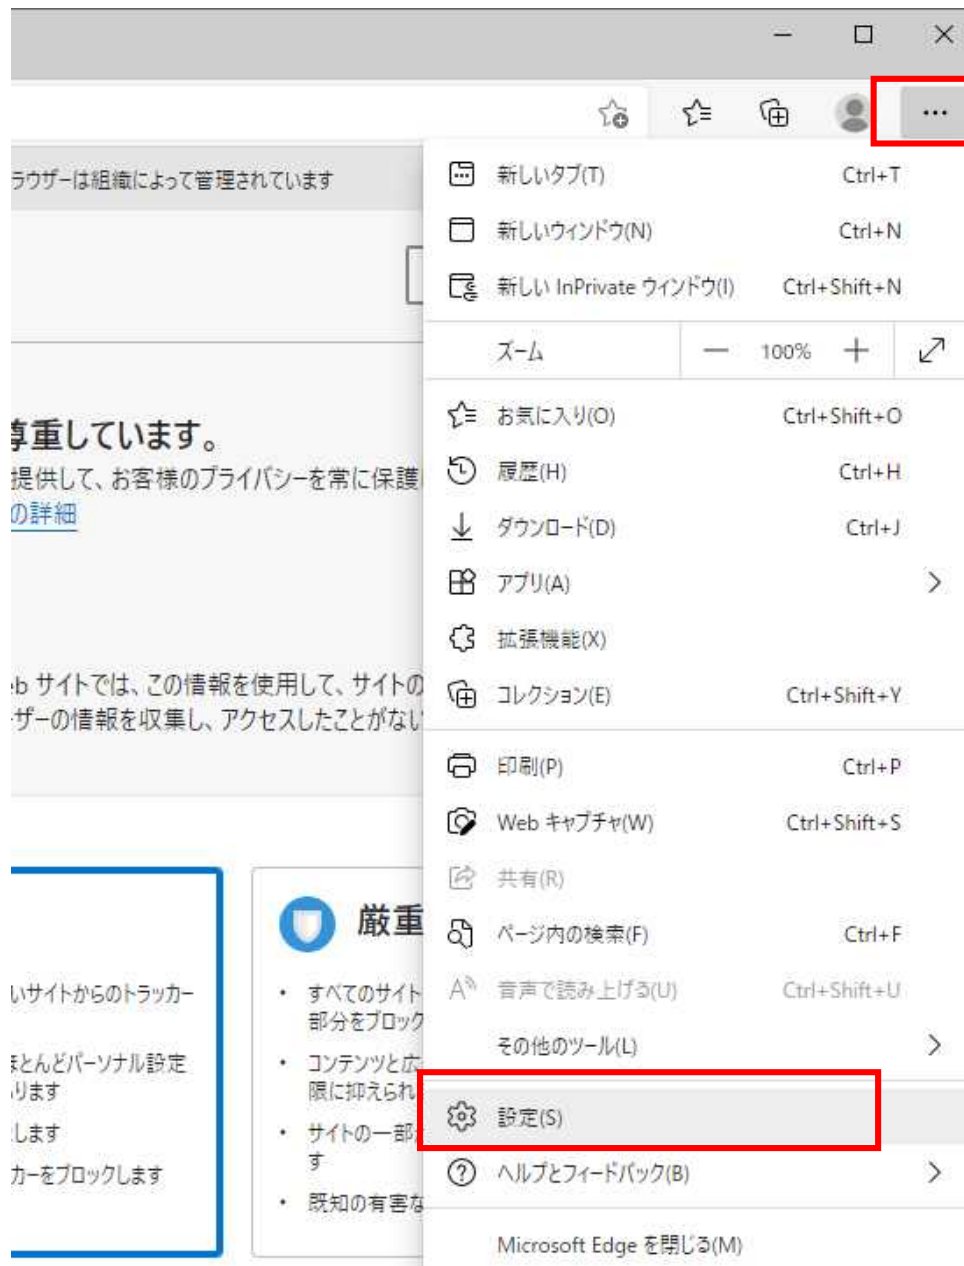 ラウザーは組織によって管理されています
尊重しています。
提供して、お客様のプライバシーを常に保護
の詳細
サイトでは、この情報を使用して、サイトの
ーザーの情報を収集し、アクセスしたことがない
いサイトからのトラッカー
ほとんどパーソナル設定
ります
します
カーをブロックします
厳重
• すべてのサイト
部分をブロック
• コンテンツと広
限に抑えられ
• サイトの一部
す
• 既知の有害な
新しいタブ(T) Ctrl+T
新しいウィンドウ(N) Ctrl+N
新しい InPrivate ウィンドウ(I) Ctrl+Shift+N
ズーム — 100% +
お気に入り(O) Ctrl+Shift+O
履歴(H) Ctrl+H
ダウンロード(D) Ctrl+J
アプリ(A)
拡張機能(X)
コレクション(E) Ctrl+Shift+Y
印刷(P) Ctrl+P
Web キャプチャ(W) Ctrl+Shift+S
共有(R)
ページ内の検索(F) Ctrl+F
音声で読み上げる(U) Ctrl+Shift+U
その他のツール(L)
設定(S)
ヘルプとフィードバック(B)
Microsoft Edge を閉じる(M)